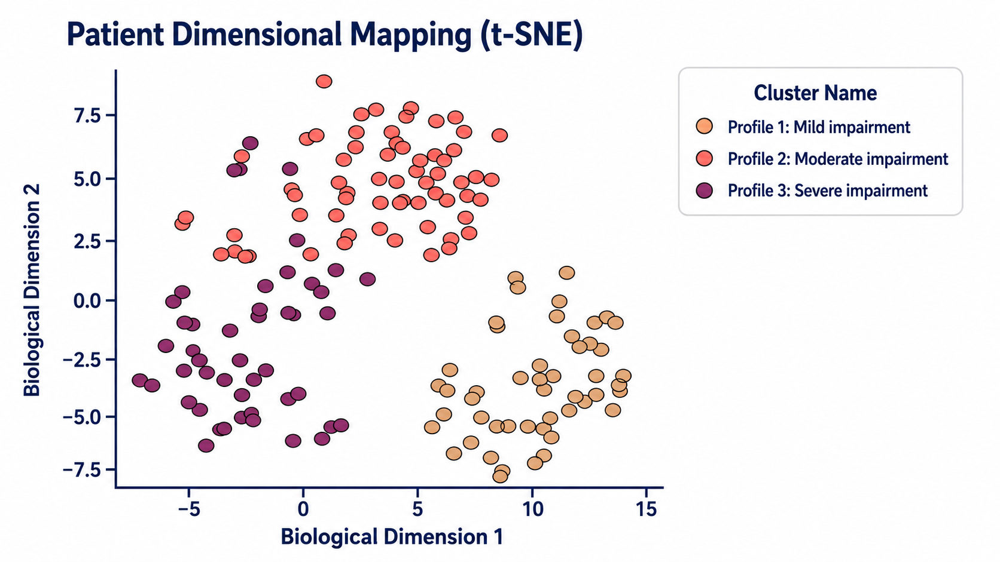 Patient Dimensional Mapping (t-SNE)
Cluster Name
Profile 1: Mild impairment
Profile 2: Moderate impairment
Profile 3: Severe impairment
Biological Dimension 2
7.5
5.0
2.5
0.0
−2.5
−5.0
−7.5
−5
0
5
10
15
Biological Dimension 1